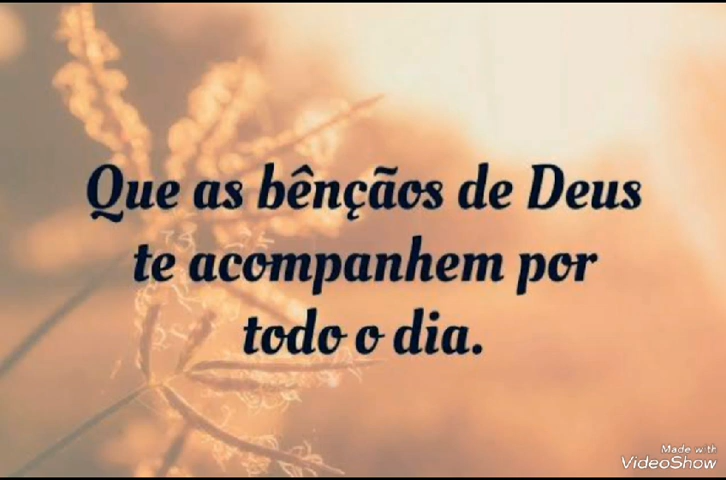 Que as bênçãos de Deus
te acompanhem por
todo o dia.
Made with
VideoShow